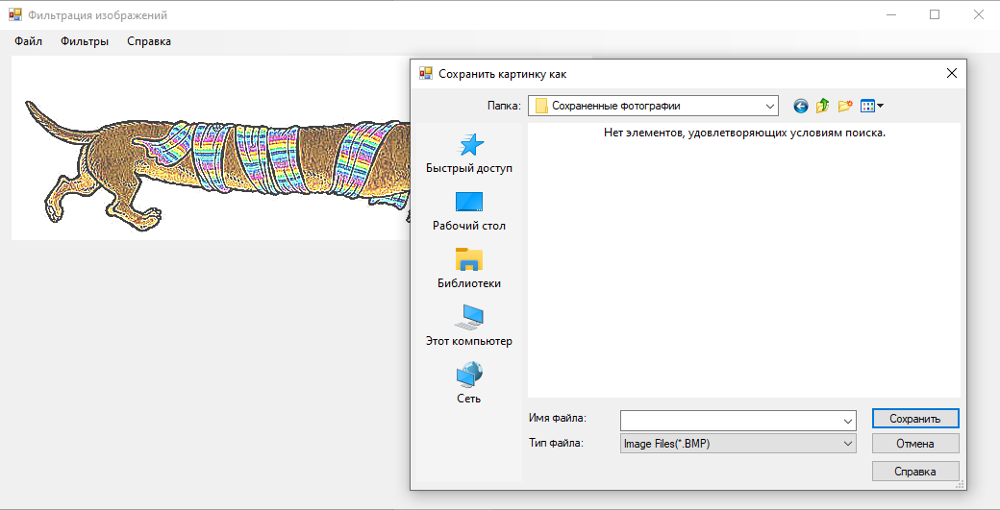 Фильтрация изображений
Файл Фильтры Справка
Сохранить картинку как
Папка: Сохраненные фотографии
Нет элементов, удовлетворяющих условиям поиска.
Быстрый доступ
Рабочий стол
Библиотеки
Этот компьютер
Сеть
Имя файла: Сохранить
Тип файла: Image Files(*.BMP) Отмена
Справка